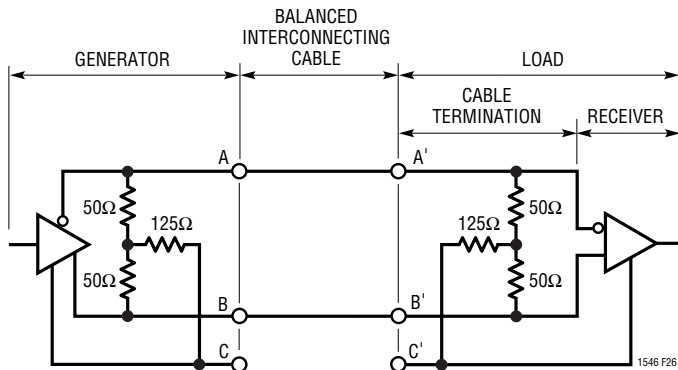 BALANCED
INTERCONNECTING
CABLE
GENERATOR
LOAD
CABLE
TERMINATION
RECEIVER
A
A'
50Ω
125Ω
50Ω
125Ω
50Ω
50Ω
B
B'
C
C'
1546 F26